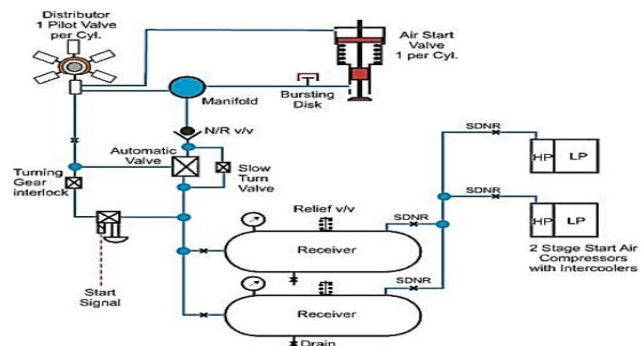 Distributor
1 Pilot Valve
per Cyl.
Air Start
Valve
1 per Cyl.
Manifold
Bursting
Disk
N/R v/v
Automatic
Valve
Slow
Turn
Valve
Turning
Gear
interlock
Start
Signal
Relief v/v
Receiver
Receiver
Drain
SDNR
SDNR
SDNR
SDNR
HP
LP
HP
LP
2 Stage Start Air
Compressors
with Intercoolers